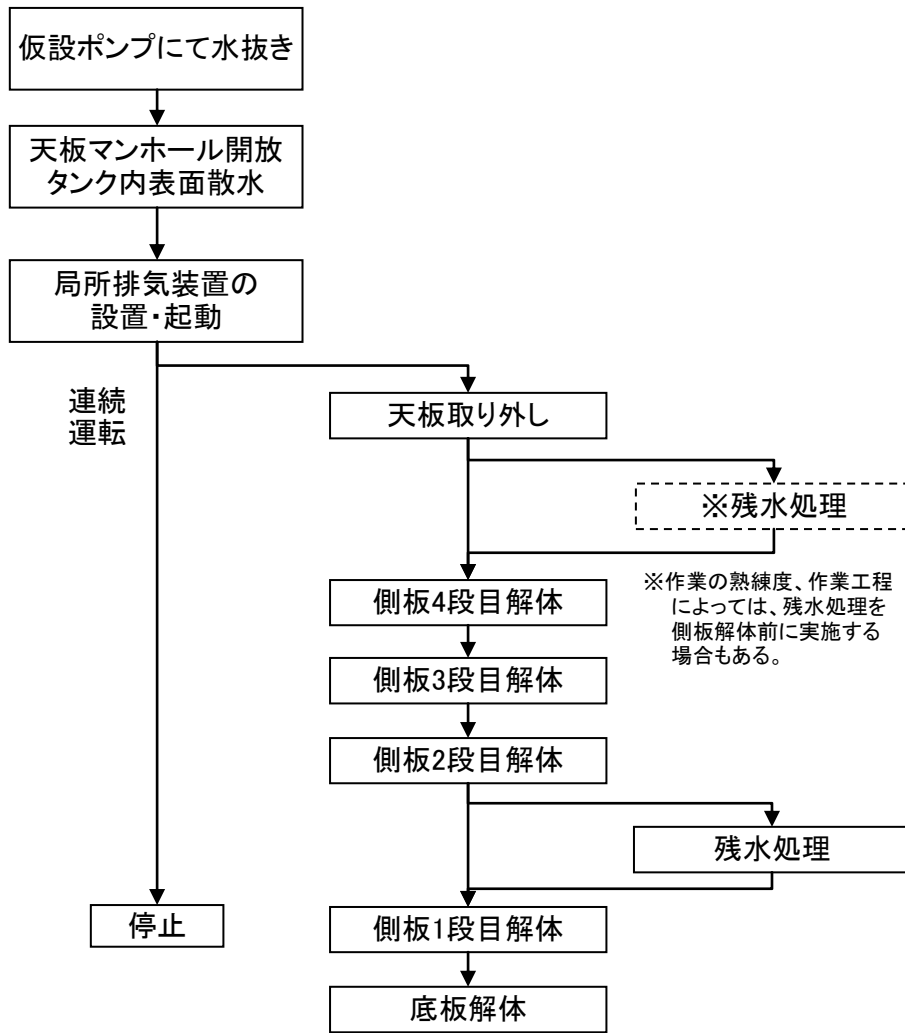 仮設ポンプにて水抜き
天板マンホール開放
タンク内表面散水
局所排気装置の
設置・起動
連続
運転
天板取り外し
※残水処理
側板4段目解体
※作業の熟練度、作業工程
によっては、残水処理を
側板解体前に実施する
場合もある。
側板3段目解体
側板2段目解体
残水処理
停止
側板1段目解体
底板解体